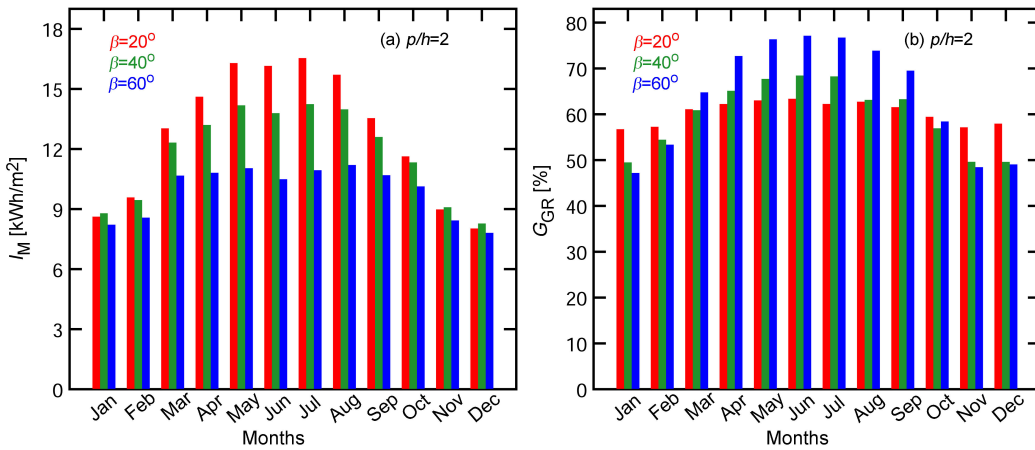 (a) p/h=2
β=20°
β=40°
β=60°
I_M [kWh/m²]
18
15
12
9
6
3
0
Jan Feb Mar Apr May Jun Jul Aug Sep Oct Nov Dec
Months
(b) p/h=2
β=20°
β=40°
β=60°
G_GR [%]
80
70
60
50
40
30
20
10
0
Jan Feb Mar Apr May Jun Jul Aug Sep Oct Nov Dec
Months